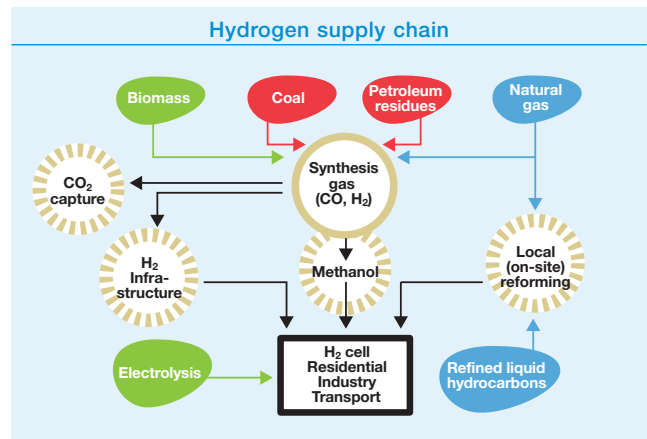 Hydrogen supply chain
Biomass
Coal
Petroleum
residues
Natural
gas
Synthesis
gas
(CO, H₂)
CO₂
capture
H₂
Infra-
structure
Methanol
Local
(on-site)
reforming
Electrolysis
H₂ cell
Residential
Industry
Transport
Refined liquid
hydrocarbons